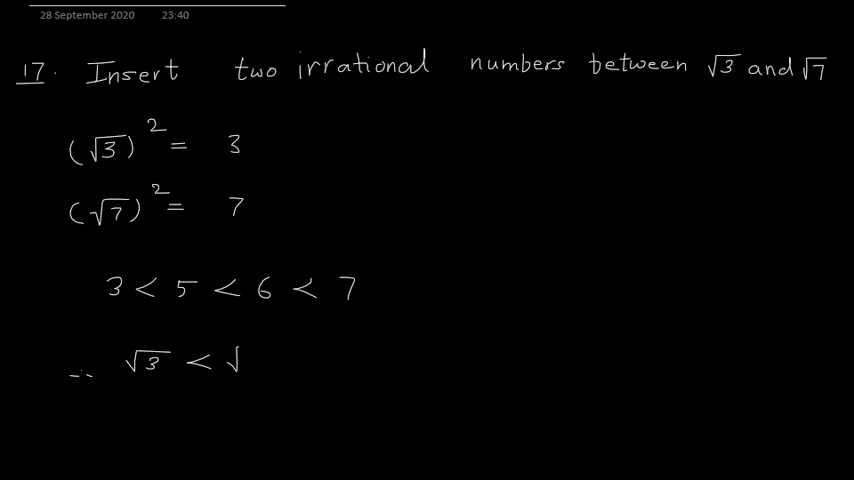 28 September 2020 23:40
17. Insert two irrational numbers between √3 and √7
(√3)² = 3
(√7)² = 7
3 < 5 < 6 < 7
∴ √3 < √